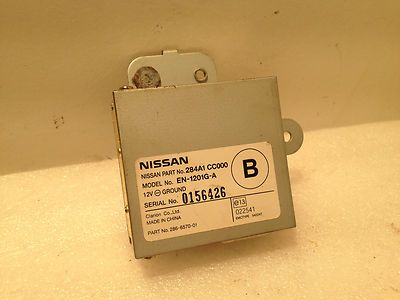 NISSAN
NISSAN PART No. 284A1 CC000
MODEL No. EN-1201G-A
12V ⊖ GROUND
SERIAL No. 0156426
Clarion Co., Ltd.
MADE IN CHINA
PART No. 286-6570-01
B
e13
022541